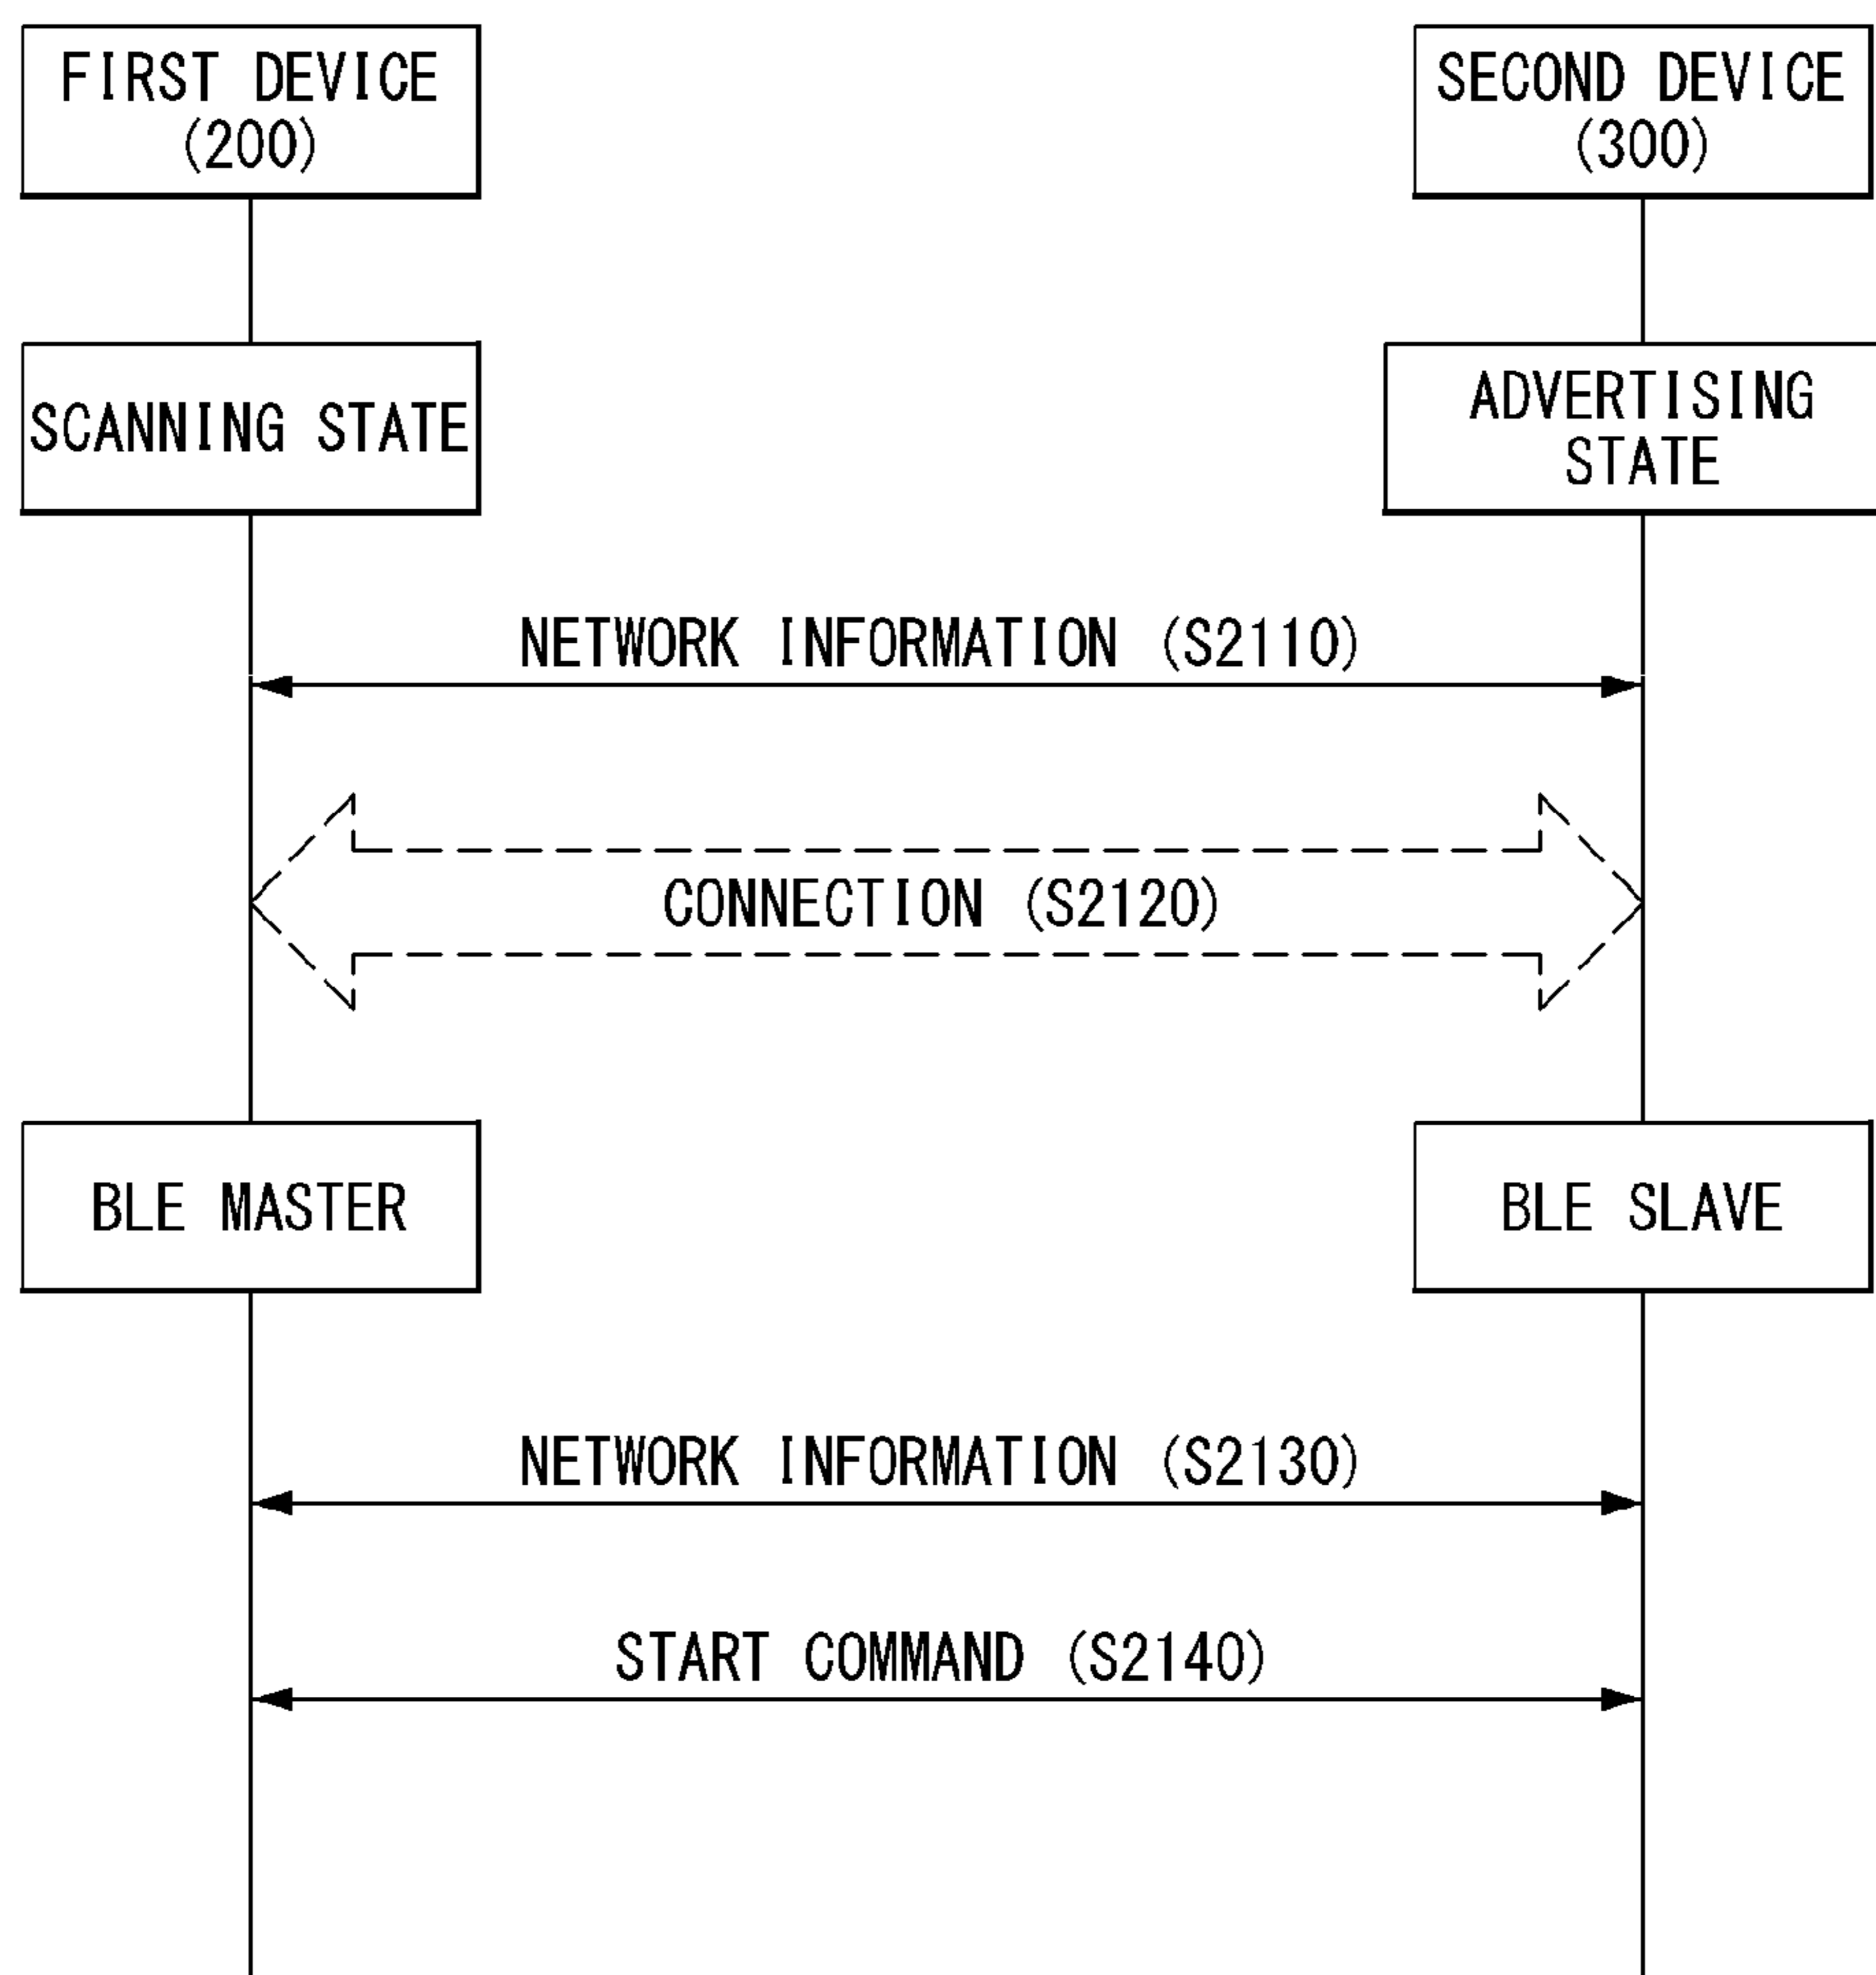 FIRST DEVICE
(200)
SECOND DEVICE
(300)
SCANNING STATE
ADVERTISING
STATE
NETWORK INFORMATION (S2110)
CONNECTION (S2120)
BLE MASTER
BLE SLAVE
NETWORK INFORMATION (S2130)
START COMMAND (S2140)